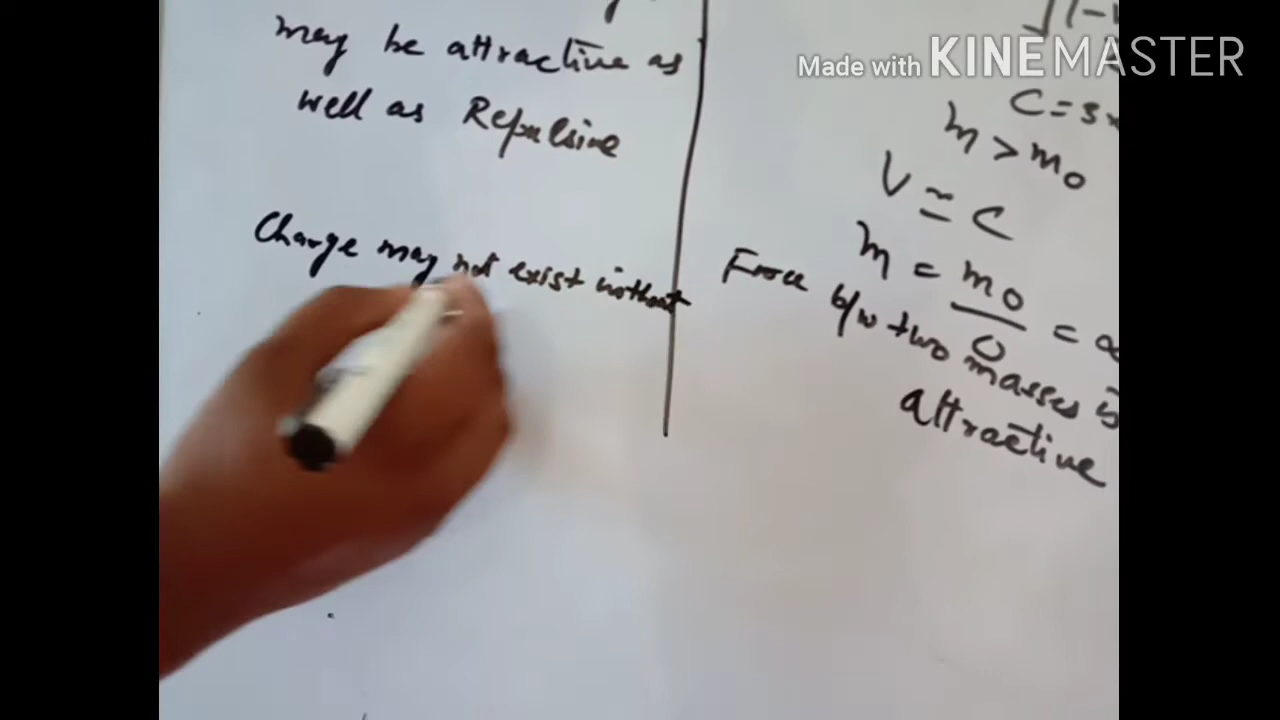 may be attractive as
well as Repulsive
Charge may not exist without
Made with KINEMASTER
m > m0
V ≃ C
m = m0/0 =
Force b/w two masses is
attractive